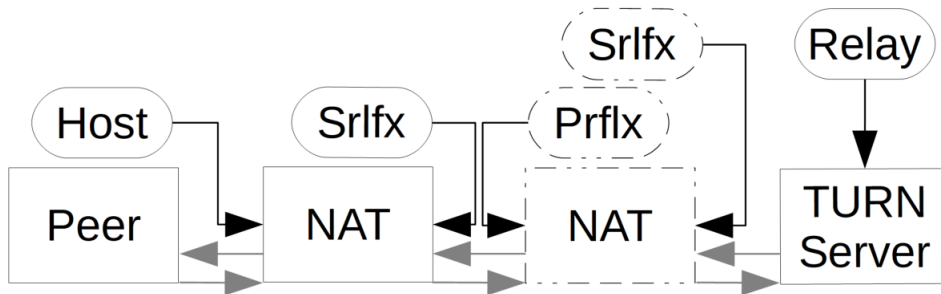 Srlfx
Relay
Host
Srlfx
Prflx
Peer
NAT
NAT
TURN
Server